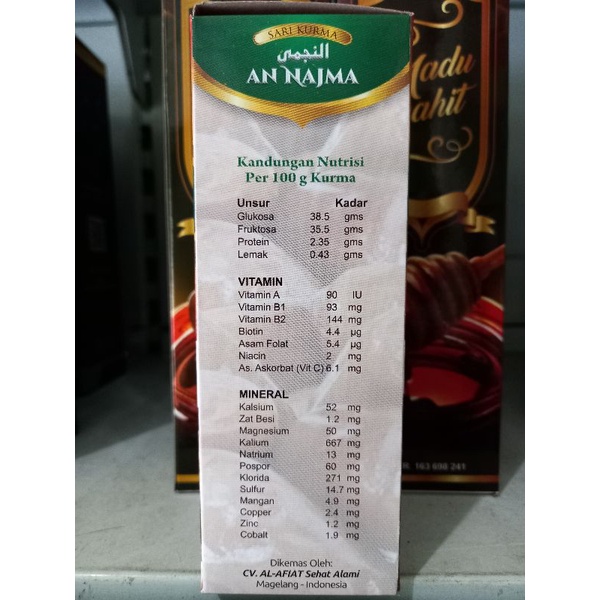 SARI KURMA
النجمى
AN NAJMA
Kandungan Nutrisi
Per 100 g Kurma
Unsur Kadar
Glukosa 38.5 gms
Fruktosa 35.5 gms
Protein 2.35 gms
Lemak 0.43 gms
VITAMIN
Vitamin A 90 IU
Vitamin B1 93 mg
Vitamin B2 144 mg
Biotin 4.4 µg
Asam Folat 5.4 µg
Niacin 2 mg
As. Askorbat (Vit C) 6.1 mg
MINERAL
Kalsium 52 mg
Zat Besi 1.2 mg
Magnesium 50 mg
Kalium 667 mg
Natrium 13 mg
Pospor 60 mg
Klorida 271 mg
Sulfur 14.7 mg
Mangan 4.9 mg
Copper 2.4 mg
Zinc 1.2 mg
Cobalt 1.9 mg
Dikemas Oleh:
CV. AL-AFIAT Sehat Alami
Magelang - Indonesia
Madu
ahit
163 698 241